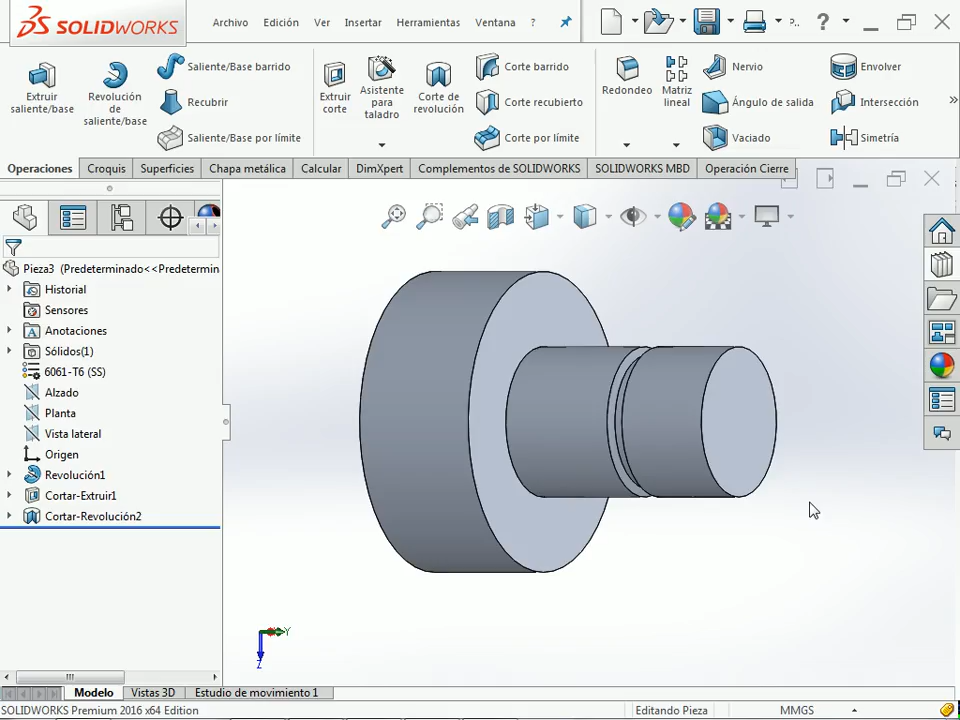 SOLIDWORKS
Archivo Edición Ver Insertar Herramientas Ventana ? P.. ?
Extruir saliente/base
Revolución de saliente/base
Saliente/Base barrido
Recubrir
Saliente/Base por límite
Extruir corte
Asistente para taladro
Corte de revolución
Corte barrido
Corte recubierto
Corte por límite
Redondeo
Matriz lineal
Nervio
Ángulo de salida
Vaciado
Envolver
Intersección
Simetría
»
Operaciones Croquis Superficies Chapa metálica Calcular DimXpert Complementos de SOLIDWORKS SOLIDWORKS MBD Operación Cierre
Pieza3 (Predeterminado<<Predetermin
Historial
Sensores
Anotaciones
Sólidos(1)
6061-T6 (SS)
Alzado
Planta
Vista lateral
Origen
Revolución1
Cortar-Extruir1
Cortar-Revolución2
Y
Z
Modelo Vistas 3D Estudio de movimiento 1
SOLIDWORKS Premium 2016 x64 Edition Editando Pieza MMGS